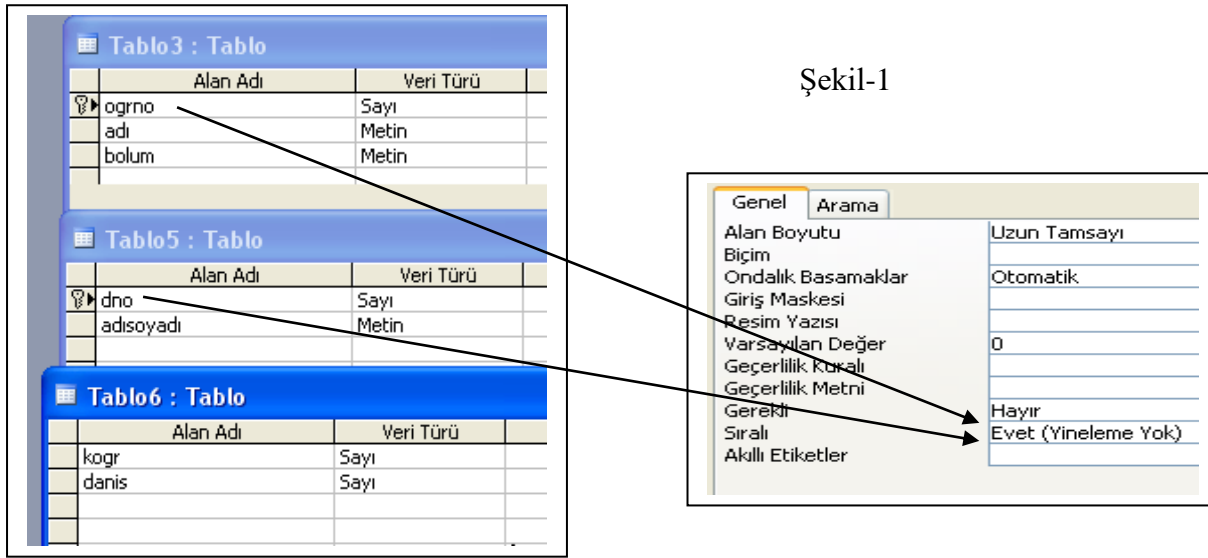 Tablo3 : Tablo
Alan Adı Veri Türü
ogrno Sayı
adı Metin
bolum Metin
Tablo5 : Tablo
Alan Adı Veri Türü
dno Sayı
adısoyadı Metin
Tablo6 : Tablo
Alan Adı Veri Türü
kogr Sayı
danis Sayı
Şekil-1
Genel Arama
Alan Boyutu Uzun Tamsayı
Biçim
Ondalık Basamaklar Otomatik
Giriş Maskesi
Resim Yazısı
Varsayılan Değer 0
Geçerlilik Kuralı
Geçerlilik Metni
Gerekli Hayır
Sıralı Evet (Yineleme Yok)
Akıllı Etiketler